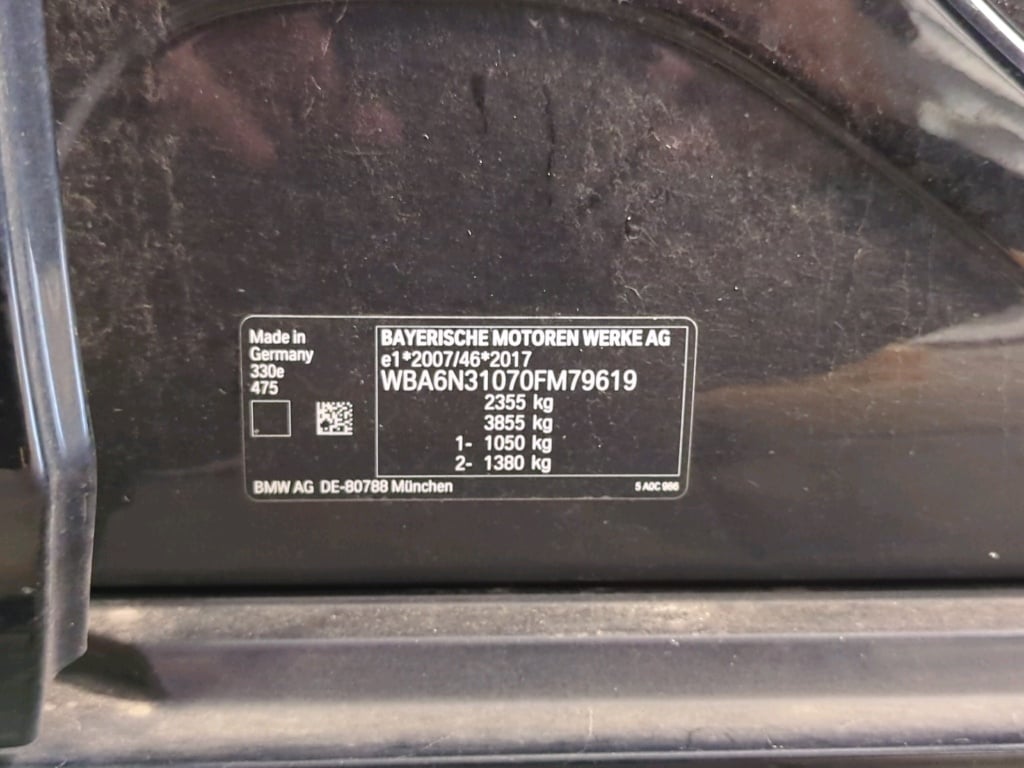 Made in
Germany
330e
475
BAYERISCHE MOTOREN WERKE AG
e1*2007/46*2017
WBA6N31070FM79619
2355 kg
3855 kg
1- 1050 kg
2- 1380 kg
BMW AG DE-80788 München
5 A0C 986